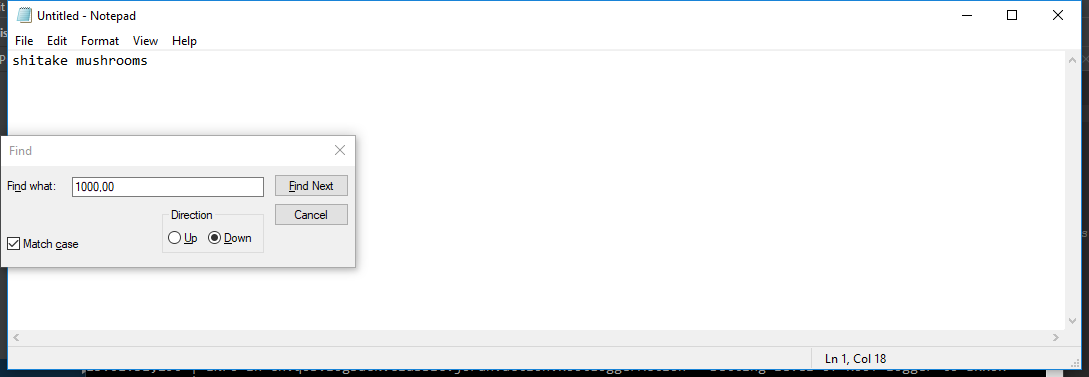 Untitled - Notepad
File Edit Format View Help
shitake mushrooms
Find
Find what: 1000,00 Find Next
Direction Cancel
Match case Up Down
Ln 1, Col 18